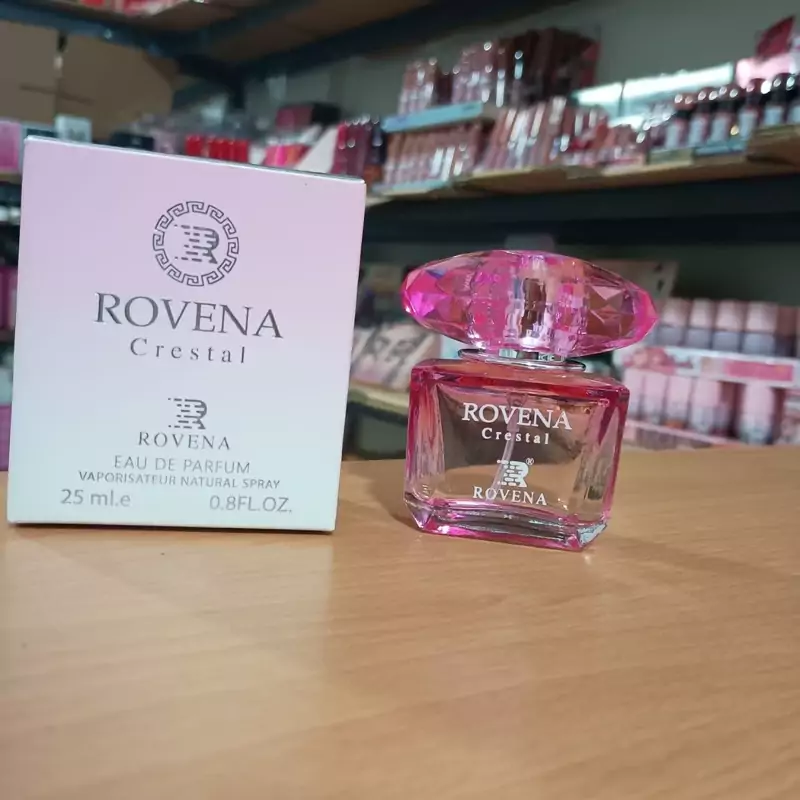 ROVENA
Crestal
R
ROVENA
EAU DE PARFUM
VAPORISATEUR NATURAL SPRAY
25 ml.e 0.8FL.OZ.
ROVENA
Crestal
R®
ROVENA